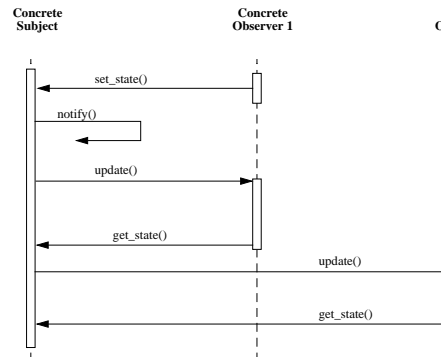 Concrete
Subject
Concrete
Observer 1
set_state()
notify()
update()
get_state()
update()
get_state()